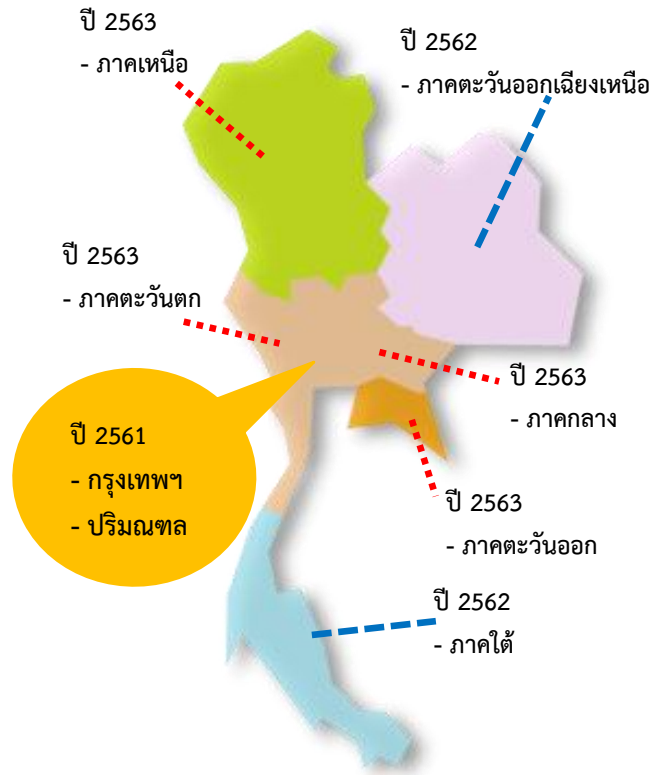 ปี 2563
- ภาคเหนือ
ปี 2562
- ภาคตะวันออกเฉียงเหนือ
ปี 2563
- ภาคตะวันตก
ปี 2563
- ภาคกลาง
ปี 2561
- กรุงเทพฯ
- ปริมณฑล
ปี 2563
- ภาคตะวันออก
ปี 2562
- ภาคใต้